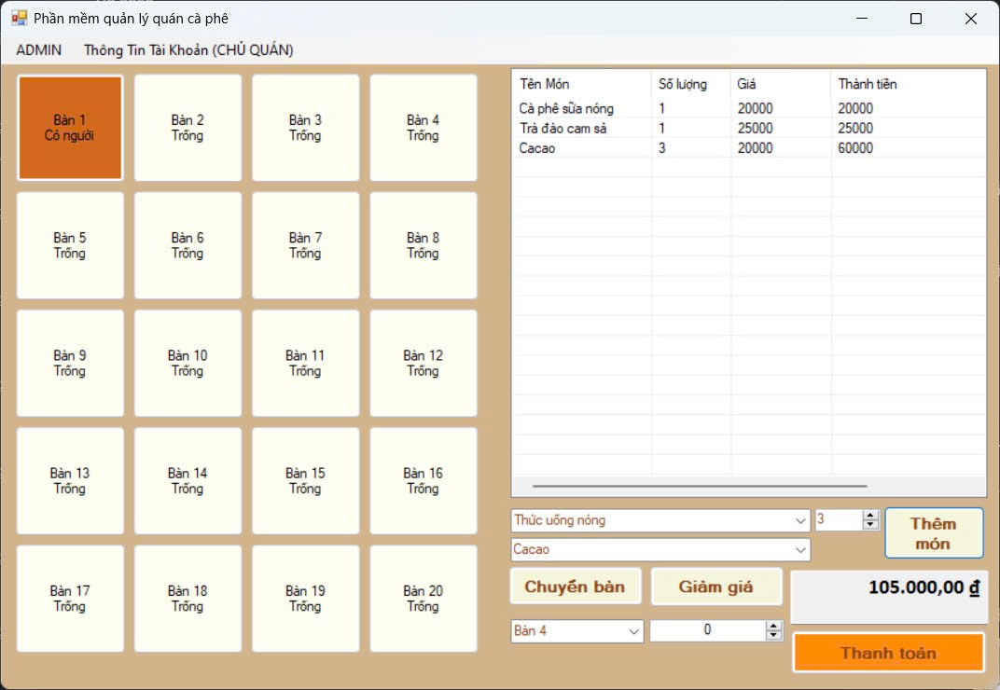 Phần mềm quản lý quán cà phê
ADMIN Thông Tin Tài Khoản (CHỦ QUÁN)
Bàn 1
Có người
Bàn 2
Trống
Bàn 3
Trống
Bàn 4
Trống
Bàn 5
Trống
Bàn 6
Trống
Bàn 7
Trống
Bàn 8
Trống
Bàn 9
Trống
Bàn 10
Trống
Bàn 11
Trống
Bàn 12
Trống
Bàn 13
Trống
Bàn 14
Trống
Bàn 15
Trống
Bàn 16
Trống
Bàn 17
Trống
Bàn 18
Trống
Bàn 19
Trống
Bàn 20
Trống
Tên Món Số lượng Giá Thành tiền
Cà phê sữa nóng 1 20000 20000
Trà đào cam sả 1 25000 25000
Cacao 3 20000 60000
Thức uống nóng 3
Cacao
Thêm
món
Chuyển bàn
Giảm giá
105.000,00 ₫
Bàn 4
0
Thanh toán